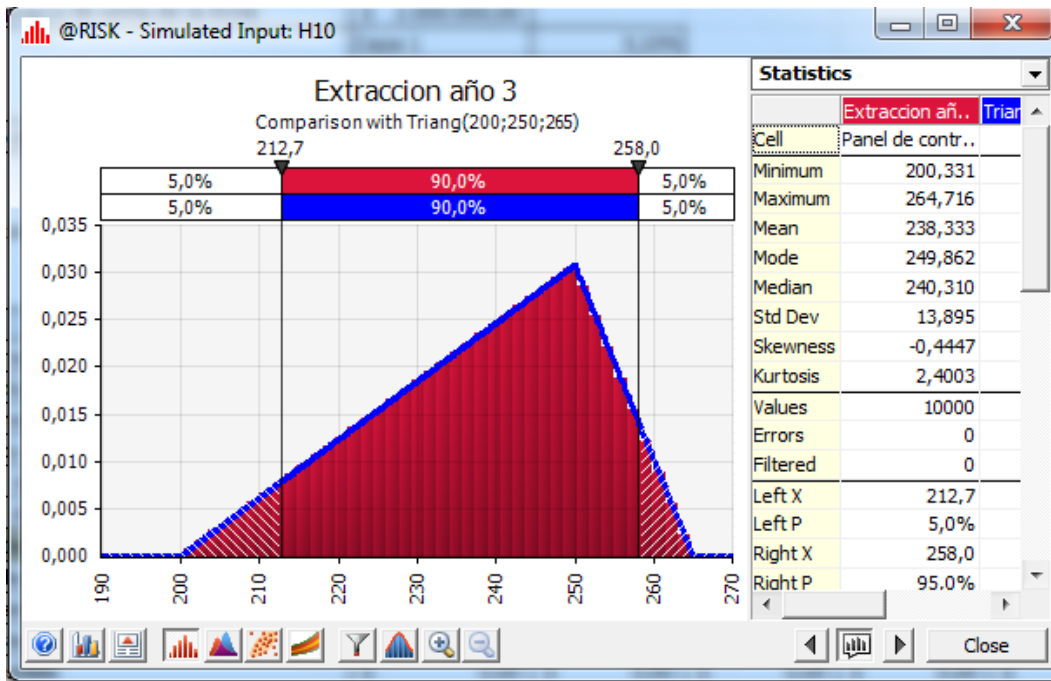 @RISK - Simulated Input: H10
Extraccion año 3
Comparison with Triang(200;250;265)
212,7 258,0
5,0% 90,0% 5,0%
5,0% 90,0% 5,0%
0,035
0,030
0,025
0,020
0,015
0,010
0,005
0,000
190 200 210 220 230 240 250 260 270
Statistics
Extraccion añ.. Triar
Cell Panel de contr..
Minimum 200,331
Maximum 264,716
Mean 238,333
Mode 249,862
Median 240,310
Std Dev 13,895
Skewness -0,4447
Kurtosis 2,4003
Values 10000
Errors 0
Filtered 0
Left X 212,7
Left P 5,0%
Right X 258,0
Right P 95,0%
Close